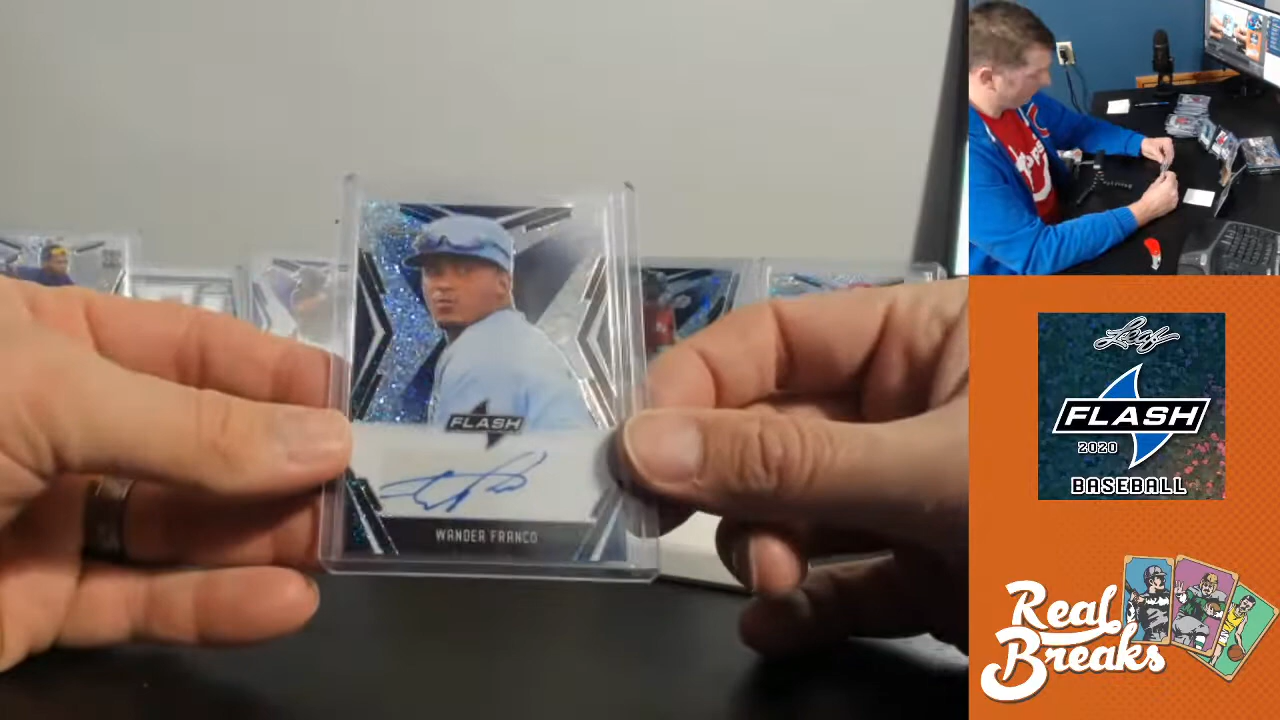 FLASH
WANDER FRANCO
Leaf
FLASH
2020
BASEBALL
Real
Breaks